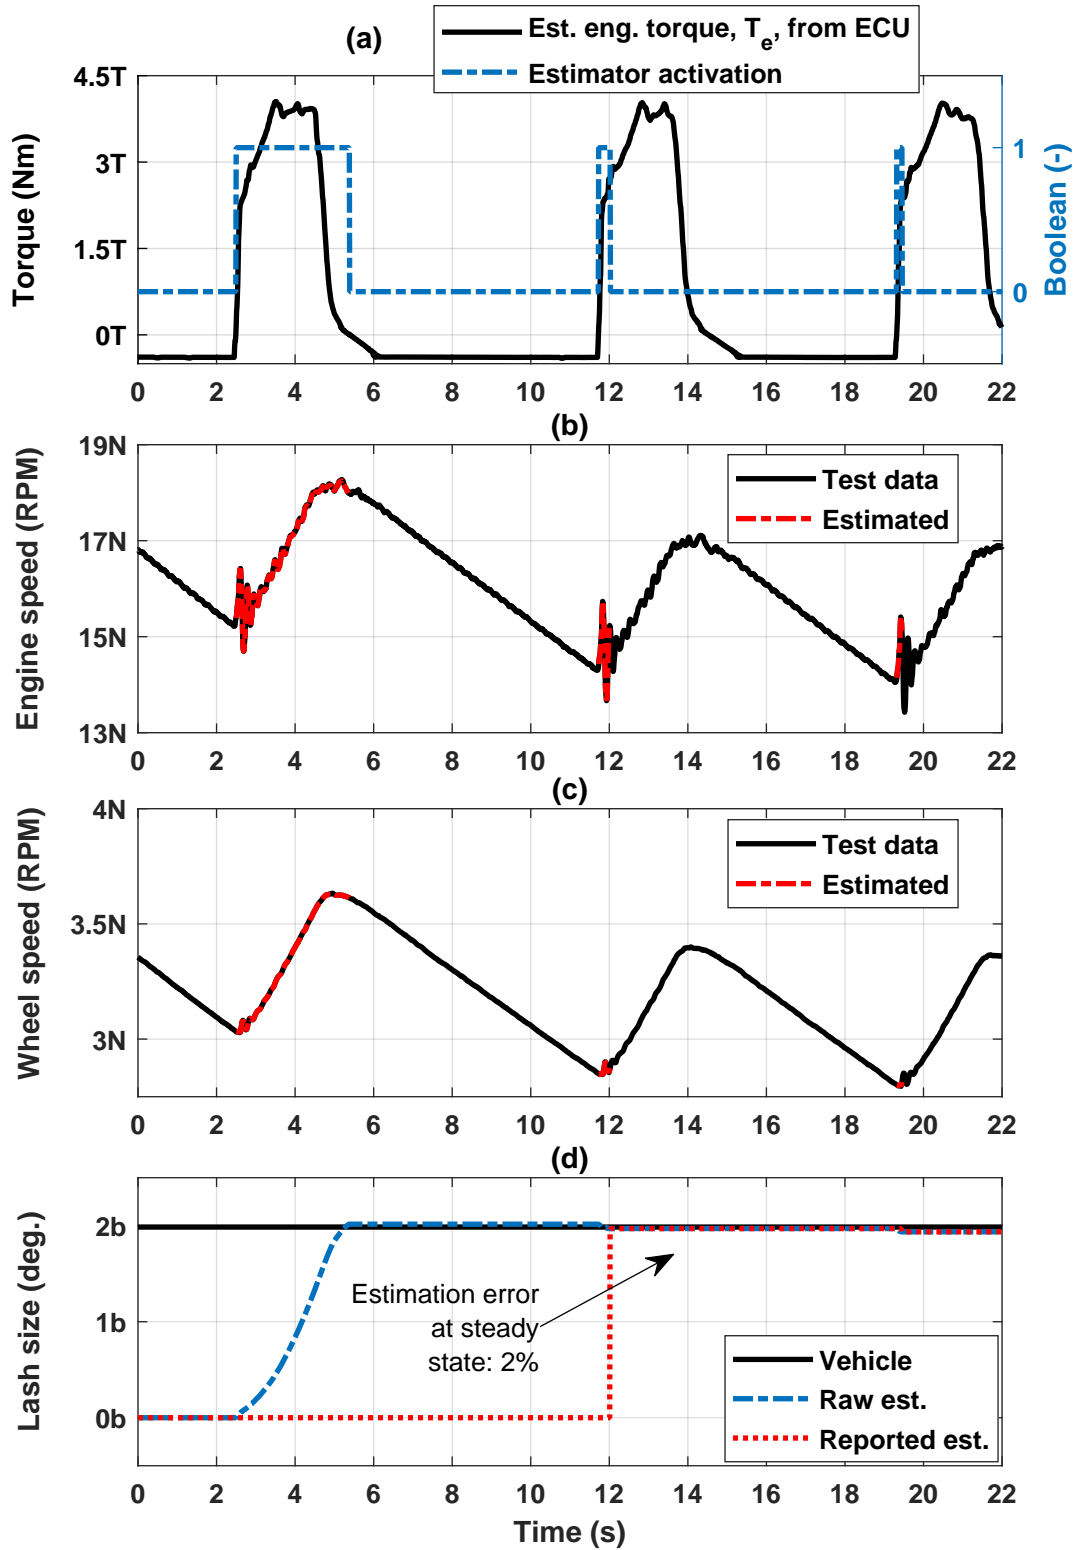 (a)
Est. eng. torque, Te, from ECU
Estimator activation
4.5T
3T
1.5T
0T
Torque (Nm)
1
0
Boolean (-)
0 2 4 6 8 10 12 14 16 18 20 22
(b)
19N
17N
15N
13N
Engine speed (RPM)
Test data
Estimated
0 2 4 6 8 10 12 14 16 18 20 22
(c)
4N
3.5N
3N
Wheel speed (RPM)
Test data
Estimated
0 2 4 6 8 10 12 14 16 18 20 22
(d)
2b
1b
0b
Lash size (deg.)
Estimation error
at steady
state: 2%
Vehicle
Raw est.
Reported est.
0 2 4 6 8 10 12 14 16 18 20 22
Time (s)